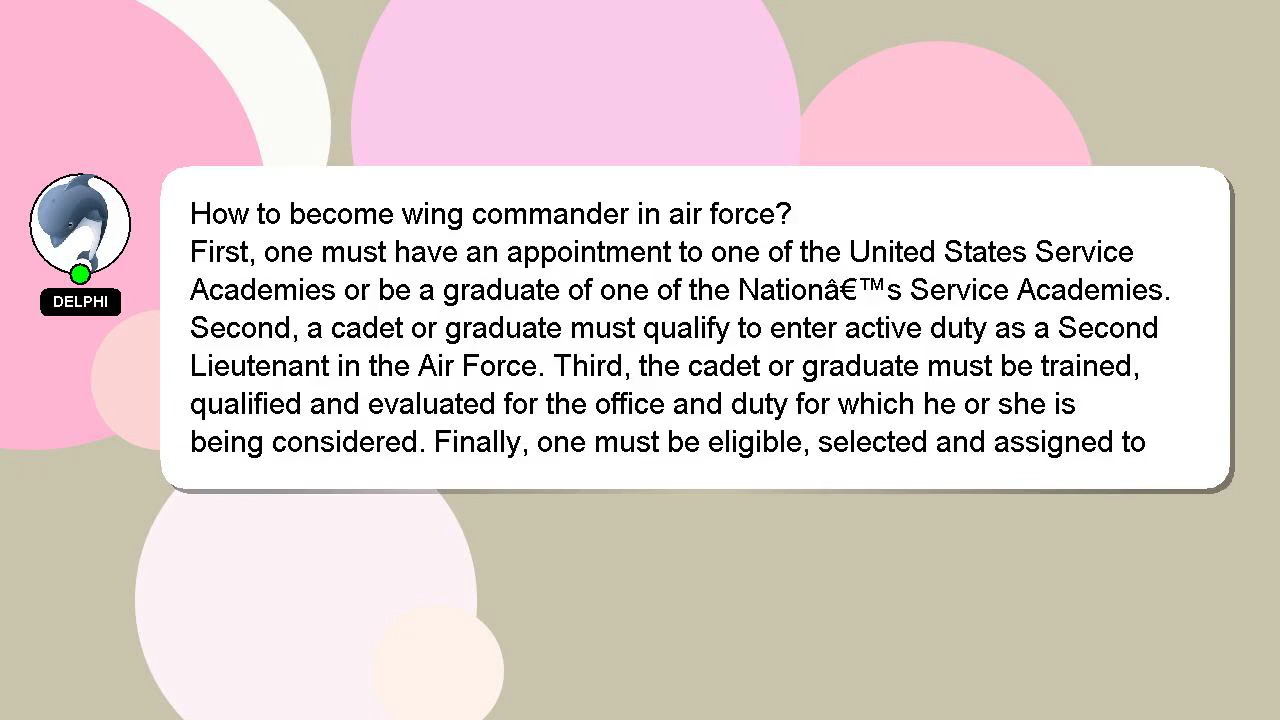 How to become wing commander in air force?
First, one must have an appointment to one of the United States Service
Academies or be a graduate of one of the Nationâ€™s Service Academies.
Second, a cadet or graduate must qualify to enter active duty as a Second
Lieutenant in the Air Force. Third, the cadet or graduate must be trained,
qualified and evaluated for the office and duty for which he or she is
being considered. Finally, one must be eligible, selected and assigned to
DELPHI